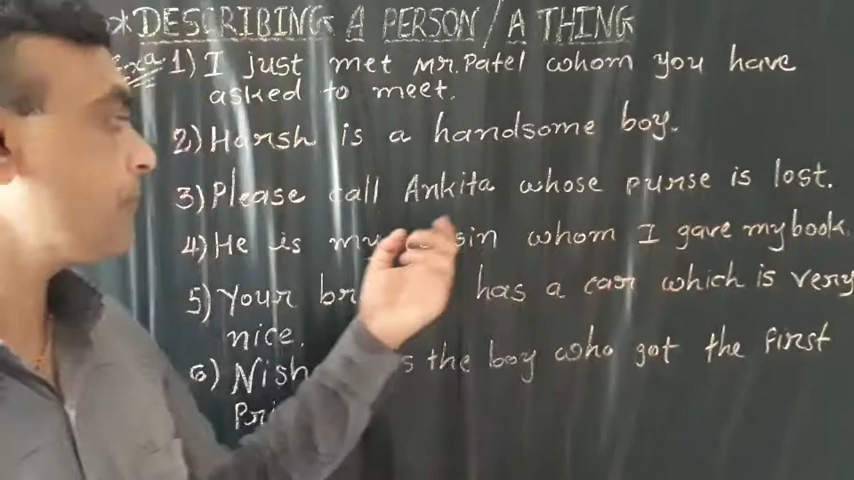 *DESCRIBING A PERSON/A THING
Exa 1) I just met Mr. Patel whom you have
asked to meet.
2) Harsh is a handsome boy.
3) Please call Ankita whose purse is lost.
4) He is my sin whom I gave my book.
5) Your br has a car which is very
nice.
6) Nish s the boy who got the first
Pri